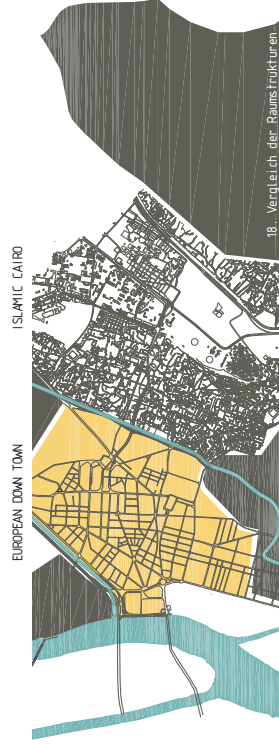 18. Vergleich der Raumstrukturen
ISLAMIC CAIRO
EUROPEAN DOWN TOWN